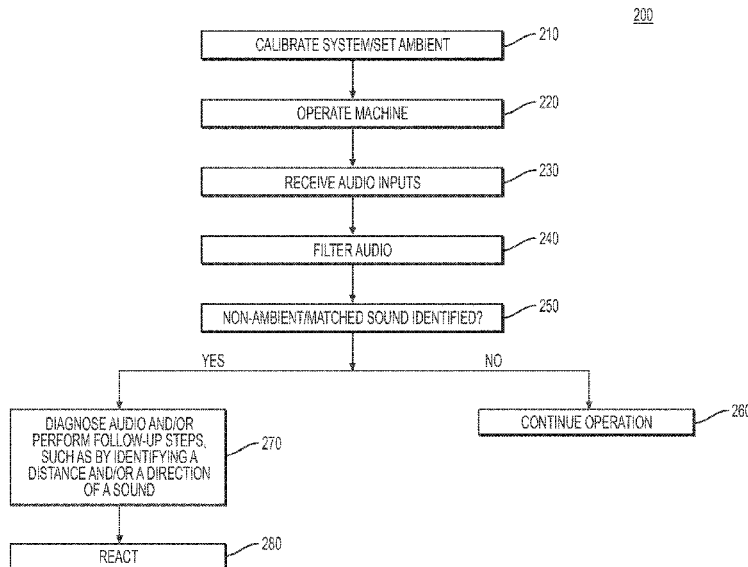 200
CALIBRATE SYSTEM/SET AMBIENT
210
OPERATE MACHINE
220
RECEIVE AUDIO INPUTS
230
FILTER AUDIO
240
NON-AMBIENT/MATCHED SOUND IDENTIFIED?
250
YES
NO
DIAGNOSE AUDIO AND/OR
PERFORM FOLLOW-UP STEPS,
SUCH AS BY IDENTIFYING A
DISTANCE AND/OR A DIRECTION
OF A SOUND
270
CONTINUE OPERATION
260
REACT
280